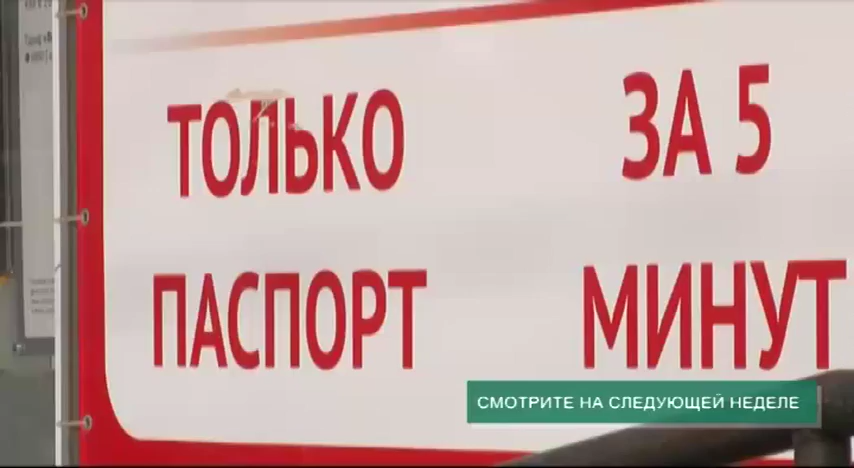 ТОЛЬКО
ПАСПОРТ
ЗА 5
МИНУТ
СМОТРИТЕ НА СЛЕДУЮЩЕЙ НЕДЕЛЕ